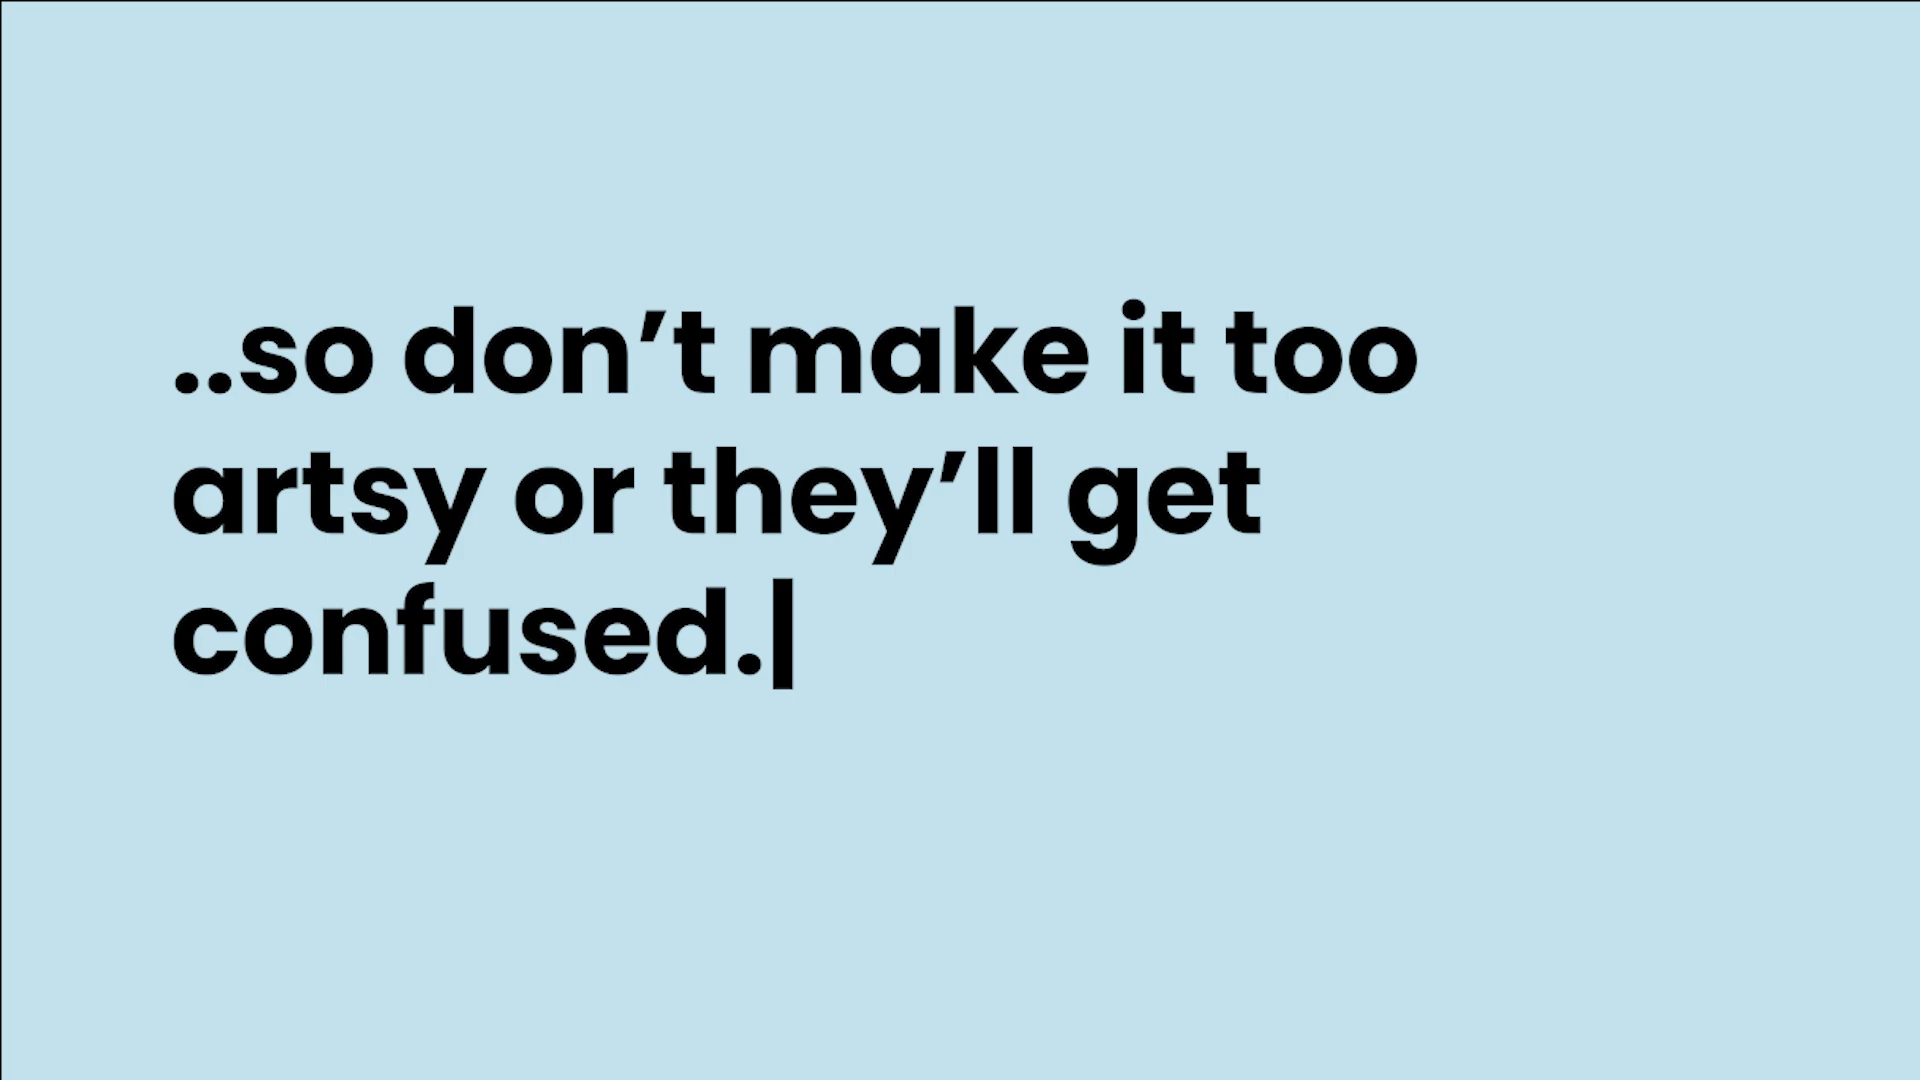 ..so don’t make it too
artsy or they’ll get
confused.|